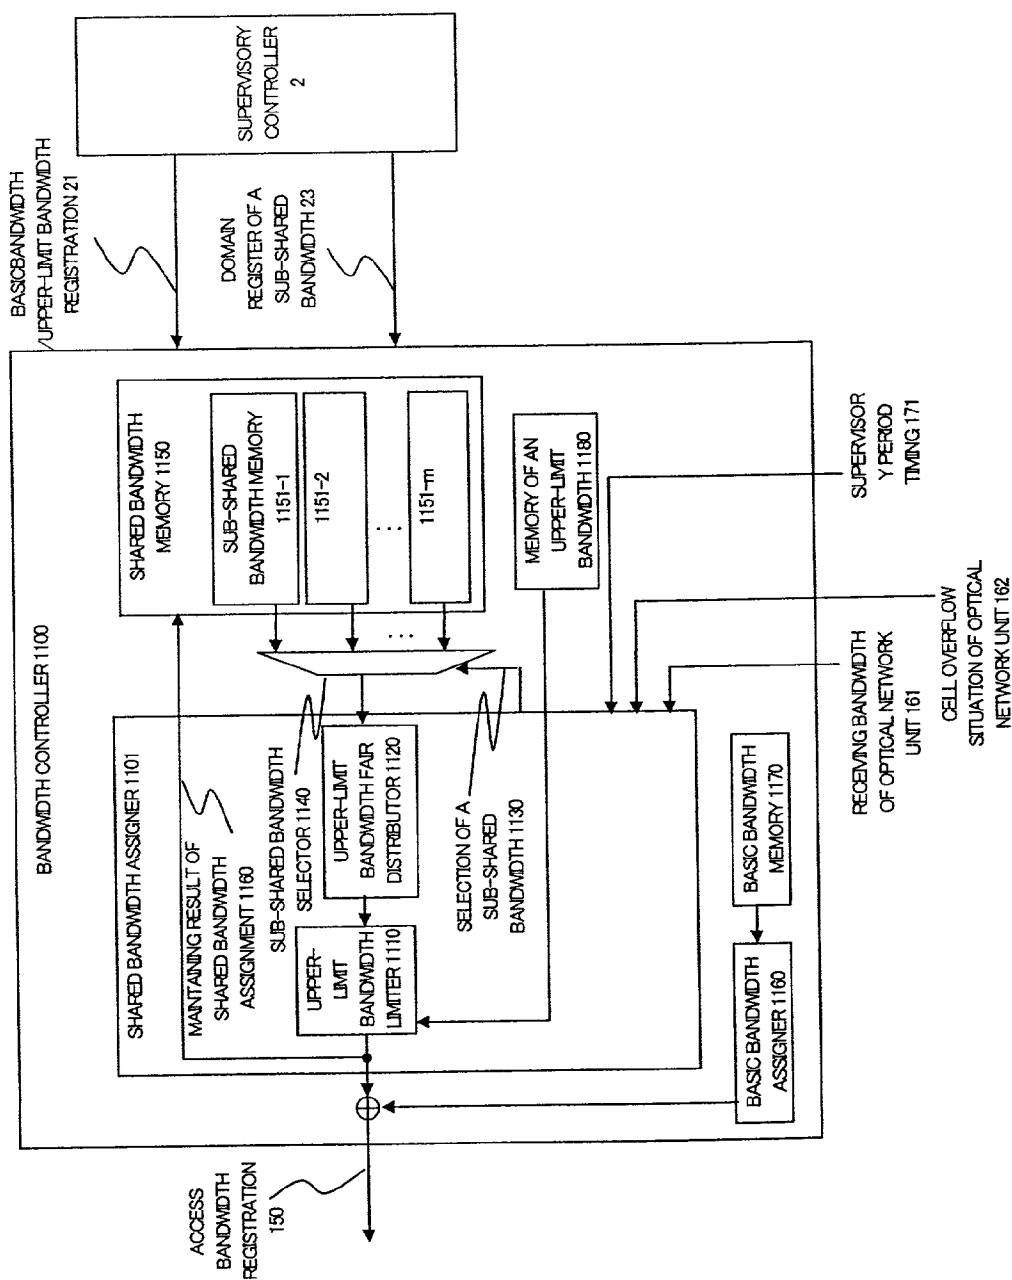 BASICBANDWIDTH
UPPER-LIMIT BANDWIDTH
REGISTRATION 21
SUPERVISORY
CONTROLLER
2
DOMAIN
REGISTER OF A
SUB-SHARED
BANDWIDTH 23
BANDWIDTH CONTROLLER 1100
SHARED BANDWIDTH
MEMORY 1150
SUB-SHARED
BANDWIDTH MEMORY
1151-1
1151-2
...
1151-m
...
MEMORY OF AN
UPPER-LIMIT
BANDWIDTH 1180
SHARED BANDWIDTH ASSIGNER 1101
MAINTAINING RESULT OF
SHARED BANDWIDTH
ASSIGNMENT 1160
SUB-SHARED BANDWIDTH
SELECTOR 1140
UPPER-LIMIT
BANDWIDTH FAIR
DISTRIBUTOR 1120
UPPER-
LIMIT
BANDWIDTH
LIMITER 1110
SELECTION OF A
SUB-SHARED
BANDWIDTH 1130
BASIC BANDWIDTH
MEMORY 1170
BASIC BANDWIDTH
ASSIGNER 1160
SUPERVISOR
Y PERIOD
TIMING 171
CELL OVERFLOW
SITUATION OF OPTICAL
NETWORK UNIT 162
RECEIVING BANDWIDTH
OF OPTICAL NETWORK
UNIT 161
ACCESS
BANDWIDTH
REGISTRATION
150